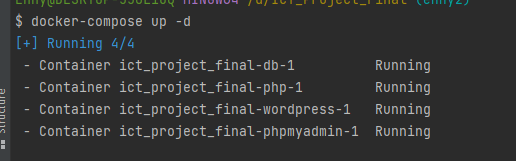 $ docker-compose up -d
[+] Running 4/4
- Container ict_project_final-db-1 Running
- Container ict_project_final-php-1 Running
- Container ict_project_final-wordpress-1 Running
- Container ict_project_final-phpmyadmin-1 Running
Structure